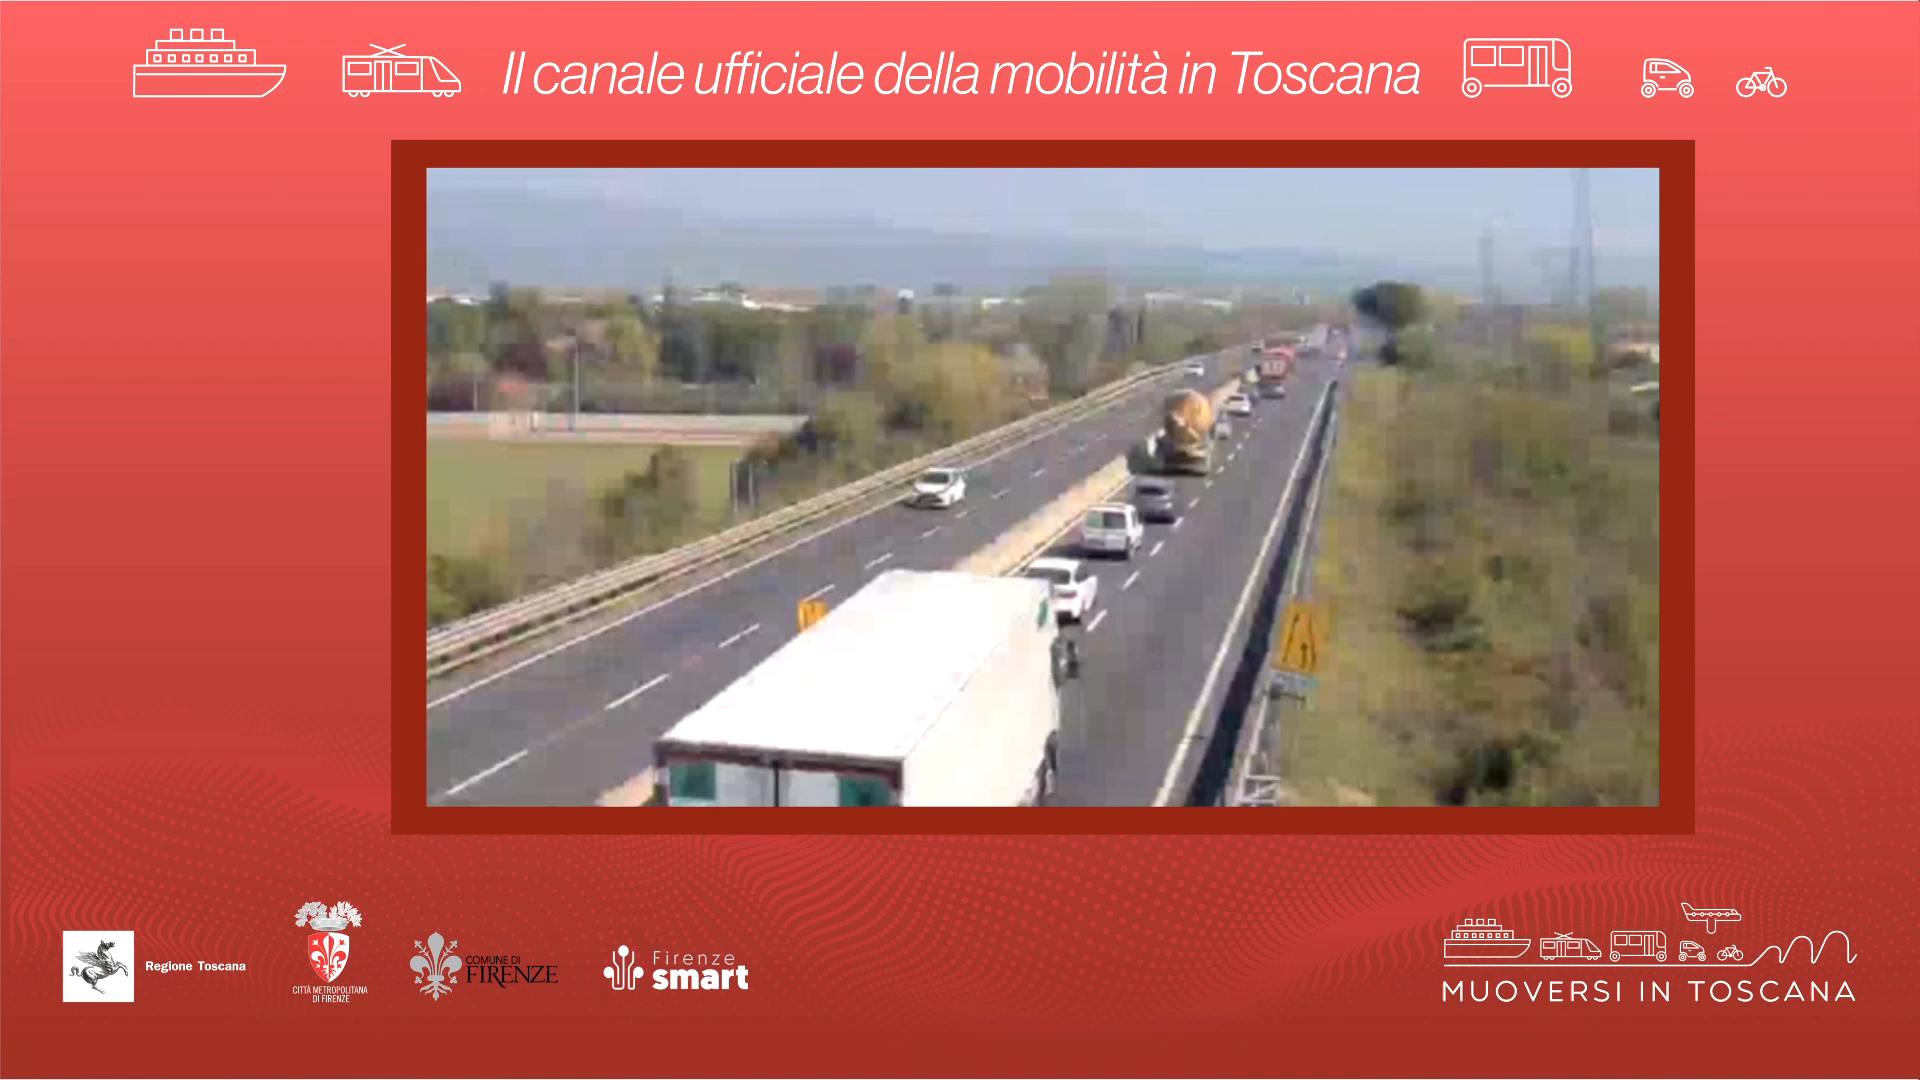 Il canale ufficiale della mobilità in Toscana
Regione Toscana
CITTÀ METROPOLITANA
DI FIRENZE
COMUNE DI
FIRENZE
Firenze
smart
MUOVERSI IN TOSCANA